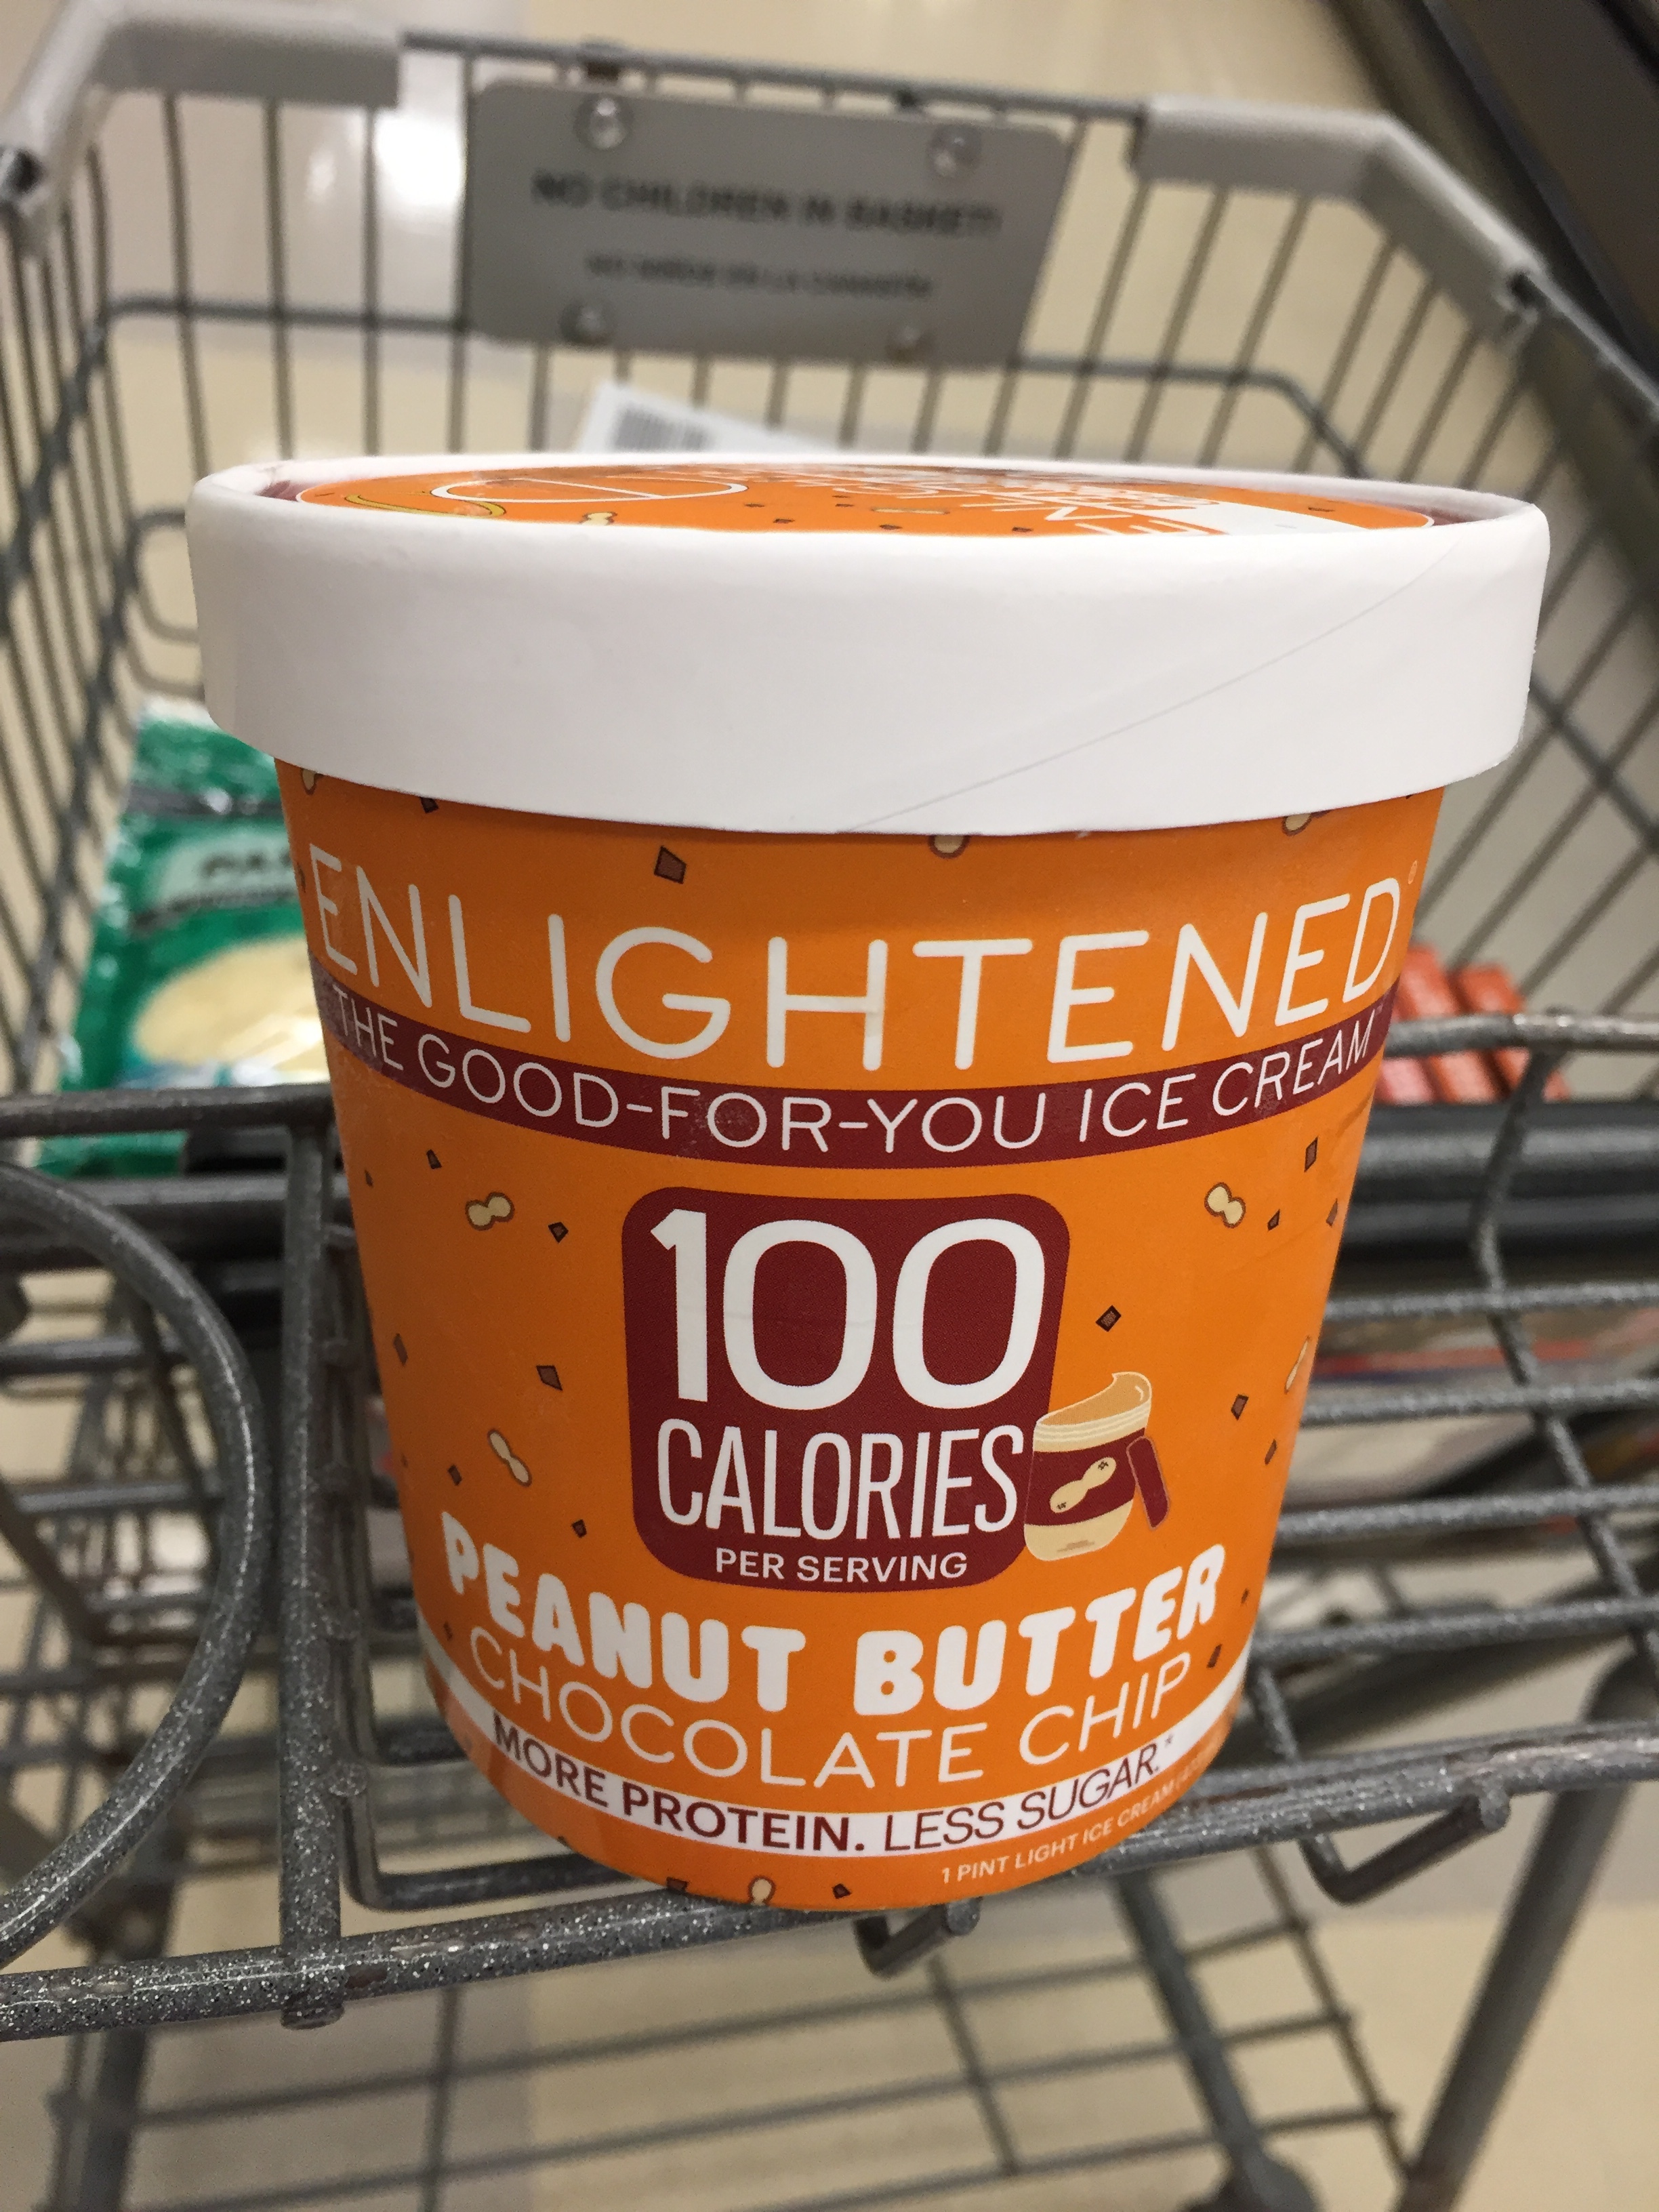 NO CHILDREN IN BASKET!
ENLIGHTENED®
THE GOOD-FOR-YOU ICE CREAM™
100
CALORIES
PER SERVING
PEANUT BUTTER
CHOCOLATE CHIP
MORE PROTEIN. LESS SUGAR.*
1 PINT LIGHT ICE CREAM